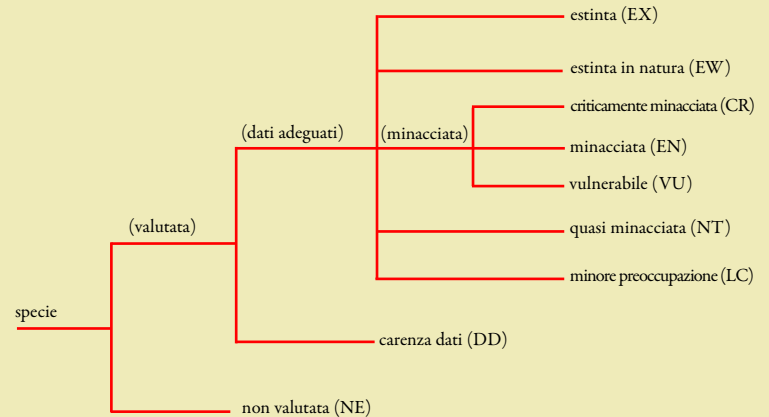 estinta (EX)
estinta in natura (EW)
criticamente minacciata (CR)
(dati adeguati)
(minacciata)
minacciata (EN)
vulnerabile (VU)
(valutata)
quasi minacciata (NT)
minore preoccupazione (LC)
specie
carenza dati (DD)
non valutata (NE)